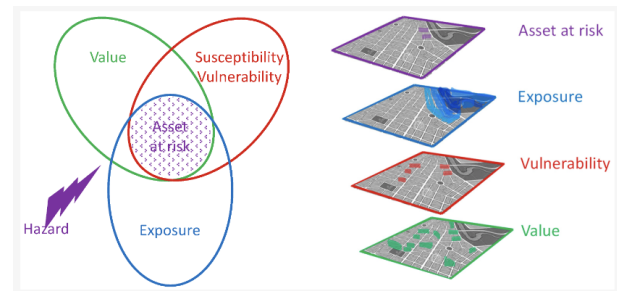 Value
Susceptibility
Vulnerability
Asset
at risk
Hazard
Exposure
Asset at risk
Exposure
Vulnerability
Value